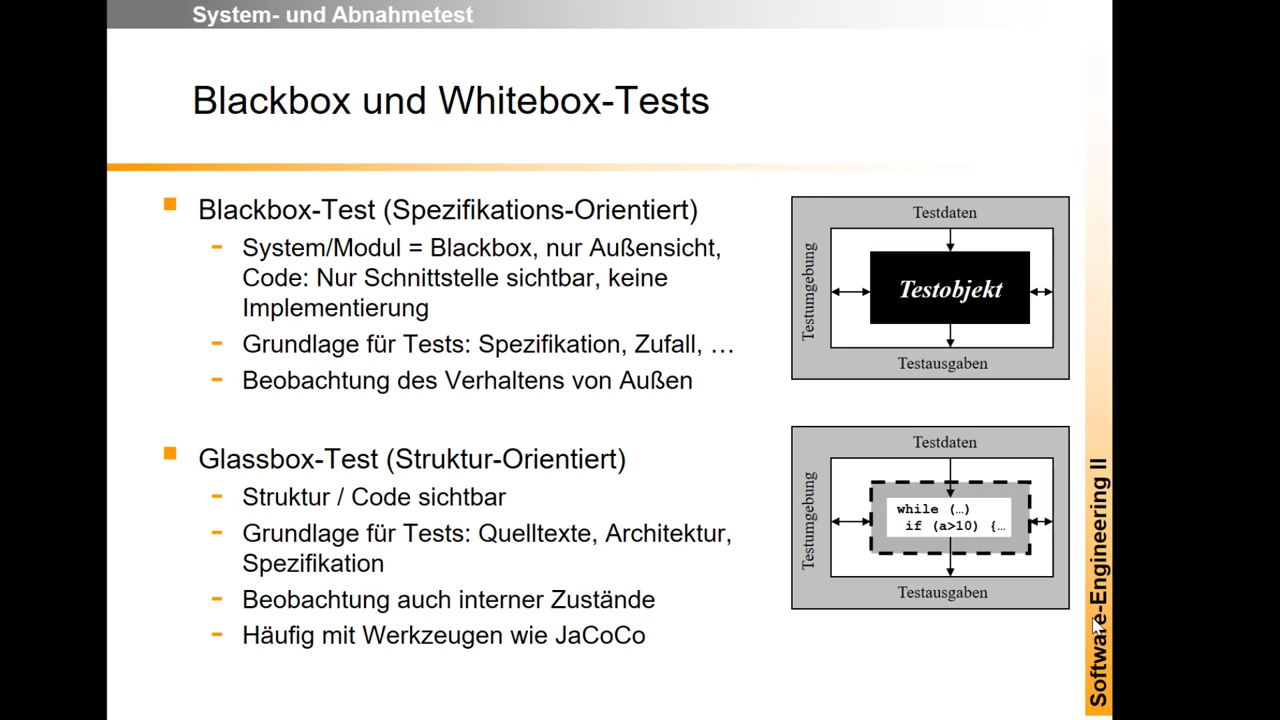 System- und Abnahmetest
Blackbox und Whitebox-Tests
Blackbox-Test (Spezifikations-Orientiert)
- System/Modul = Blackbox, nur Außensicht,
Code: Nur Schnittstelle sichtbar, keine
Implementierung
- Grundlage für Tests: Spezifikation, Zufall, …
- Beobachtung des Verhaltens von Außen
Glassbox-Test (Struktur-Orientiert)
- Struktur / Code sichtbar
- Grundlage für Tests: Quelltexte, Architektur,
Spezifikation
- Beobachtung auch interner Zustände
- Häufig mit Werkzeugen wie JaCoCo
Testdaten
Testumgebung
Testobjekt
Testausgaben
Testdaten
Testumgebung
while (…)
if (a>10) {…
Testausgaben
Software-Engineering II